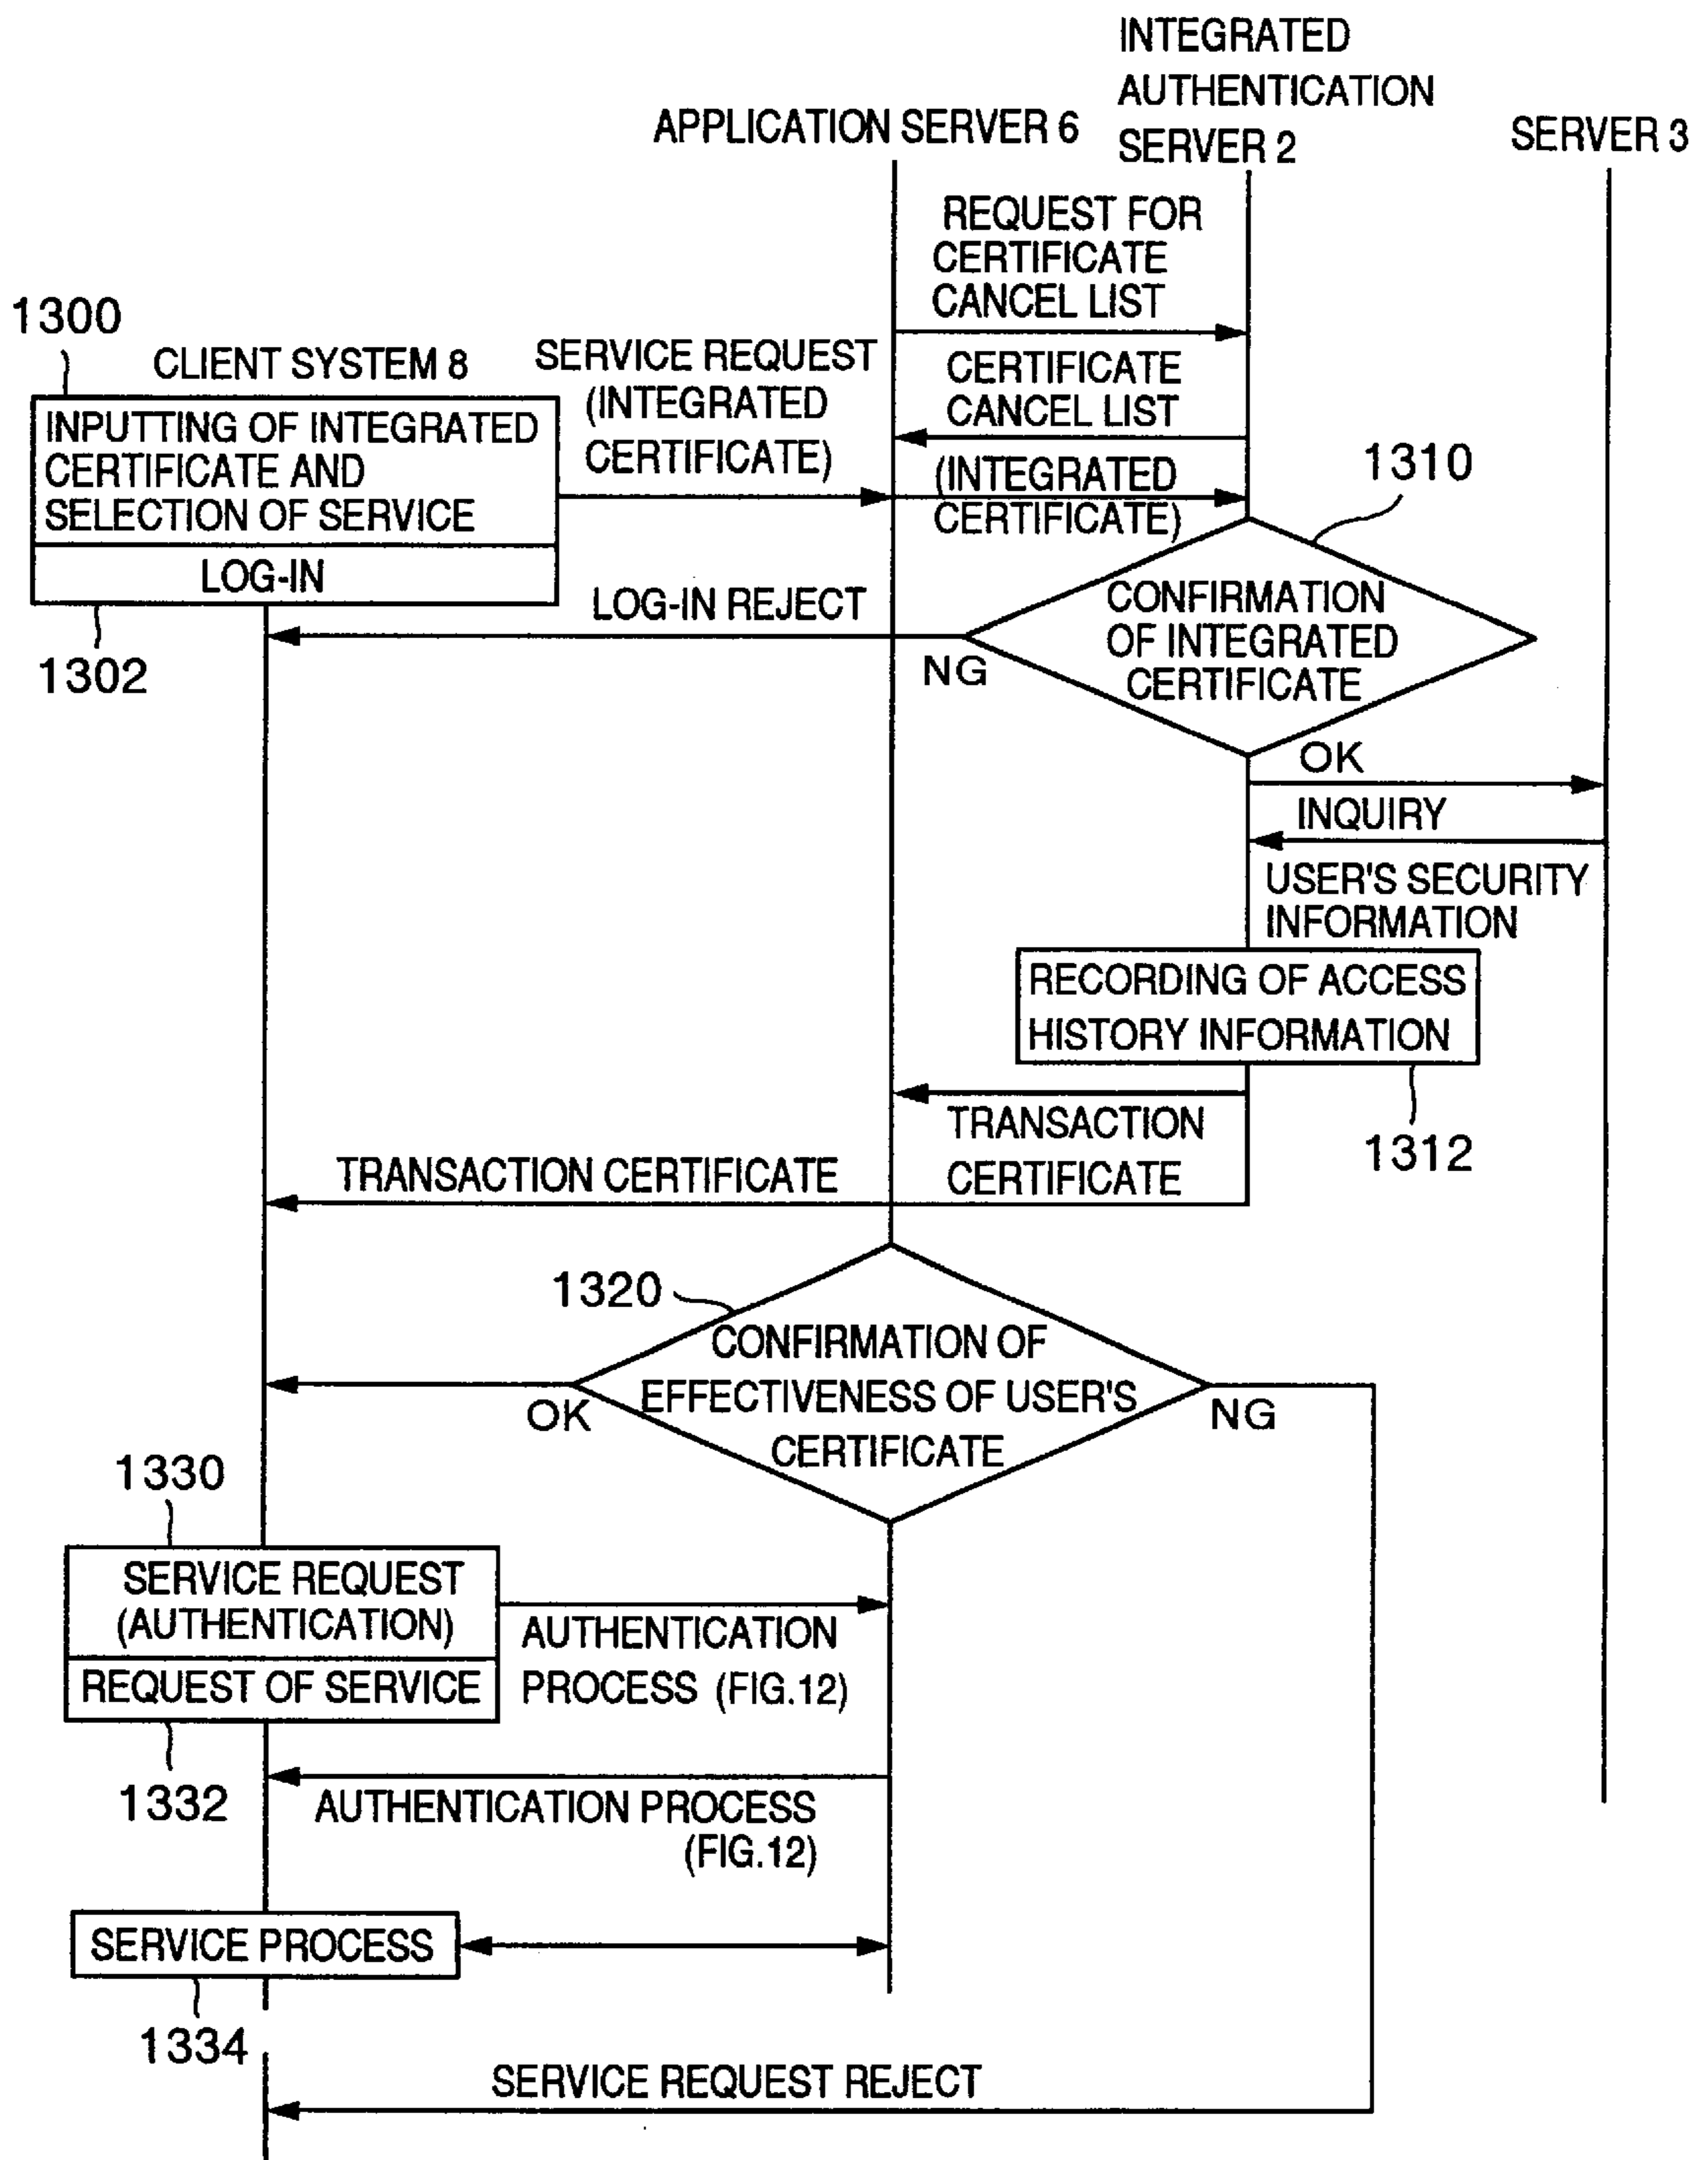 INTEGRATED
AUTHENTICATION
SERVER 2
APPLICATION SERVER 6
SERVER 3
REQUEST FOR
CERTIFICATE
CANCEL LIST
1300
CLIENT SYSTEM 8
SERVICE REQUEST
(INTEGRATED
CERTIFICATE)
CERTIFICATE
CANCEL LIST
INPUTTING OF INTEGRATED
CERTIFICATE AND
SELECTION OF SERVICE
LOG-IN
(INTEGRATED
CERTIFICATE)
1310
1302
LOG-IN REJECT
NG
CONFIRMATION
OF INTEGRATED
CERTIFICATE
OK
INQUIRY
USER'S SECURITY
INFORMATION
RECORDING OF ACCESS
HISTORY INFORMATION
1312
TRANSACTION
CERTIFICATE
TRANSACTION CERTIFICATE
1320
CONFIRMATION OF
EFFECTIVENESS OF USER'S
CERTIFICATE
OK
NG
1330
SERVICE REQUEST
(AUTHENTICATION)
REQUEST OF SERVICE
AUTHENTICATION
PROCESS (FIG.12)
1332
AUTHENTICATION PROCESS
(FIG.12)
SERVICE PROCESS
1334
SERVICE REQUEST REJECT